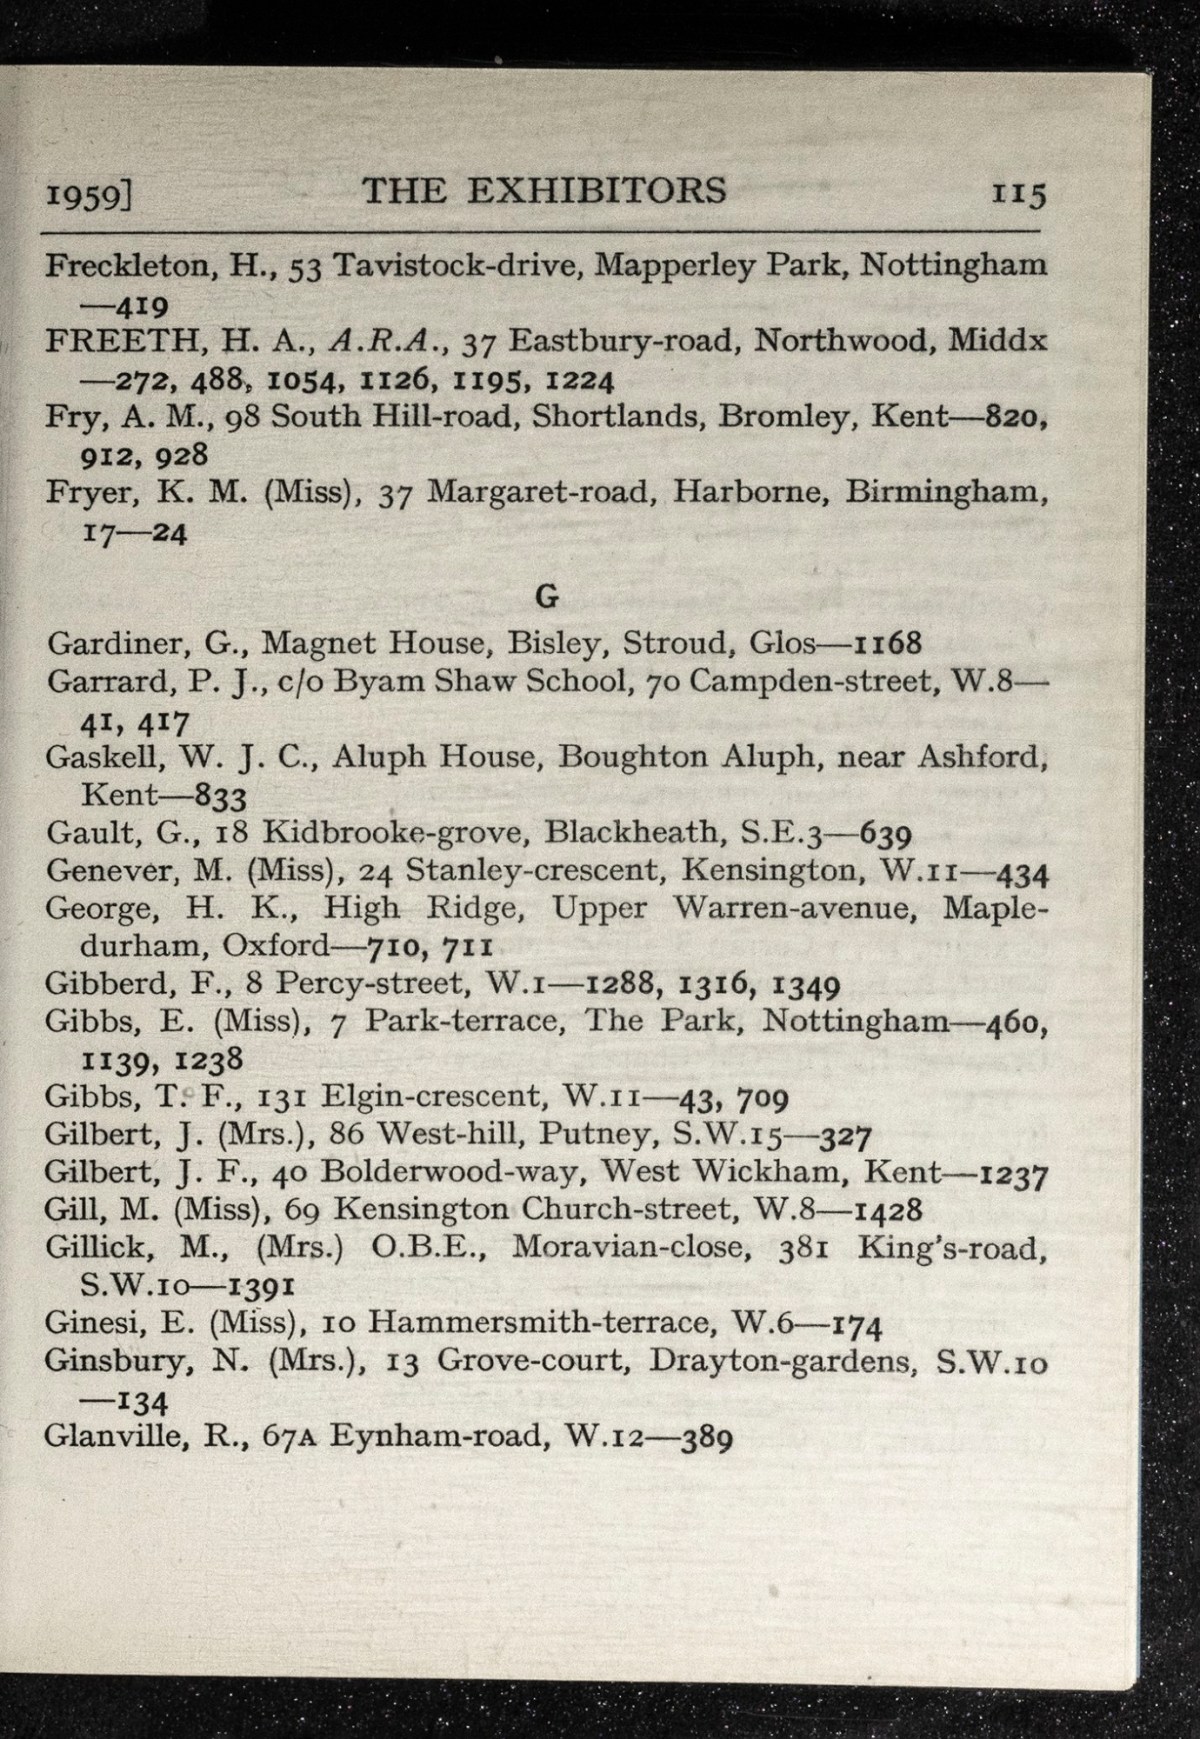 1959] THE EXHIBITORS 115
Freckleton, H., 53 Tavistock-drive, Mapperley Park, Nottingham
—419
FREETH, H. A., A.R.A., 37 Eastbury-road, Northwood, Middx
—272, 488, 1054, 1126, 1195, 1224
Fry, A. M., 98 South Hill-road, Shortlands, Bromley, Kent—820,
912, 928
Fryer, K. M. (Miss), 37 Margaret-road, Harborne, Birmingham,
17—24
G
Gardiner, G., Magnet House, Bisley, Stroud, Glos—1168
Garrard, P. J., c/o Byam Shaw School, 70 Campden-street, W.8—
41, 417
Gaskell, W. J. C., Aluph House, Boughton Aluph, near Ashford,
Kent—833
Gault, G., 18 Kidbrooke-grove, Blackheath, S.E.3—639
Genever, M. (Miss), 24 Stanley-crescent, Kensington, W.11—434
George, H. K., High Ridge, Upper Warren-avenue, Maple-
durham, Oxford—710, 711
Gibberd, F., 8 Percy-street, W.1—1288, 1316, 1349
Gibbs, E. (Miss), 7 Park-terrace, The Park, Nottingham—460,
1139, 1238
Gibbs, T. F., 131 Elgin-crescent, W.11—43, 709
Gilbert, J. (Mrs.), 86 West-hill, Putney, S.W.15—327
Gilbert, J. F., 40 Bolderwood-way, West Wickham, Kent—1237
Gill, M. (Miss), 69 Kensington Church-street, W.8—1428
Gillick, M., (Mrs.) O.B.E., Moravian-close, 381 King's-road,
S.W.10—1391
Ginesi, E. (Miss), 10 Hammersmith-terrace, W.6—174
Ginsbury, N. (Mrs.), 13 Grove-court, Drayton-gardens, S.W.10
—134
Glanville, R., 67A Eynham-road, W.12—389